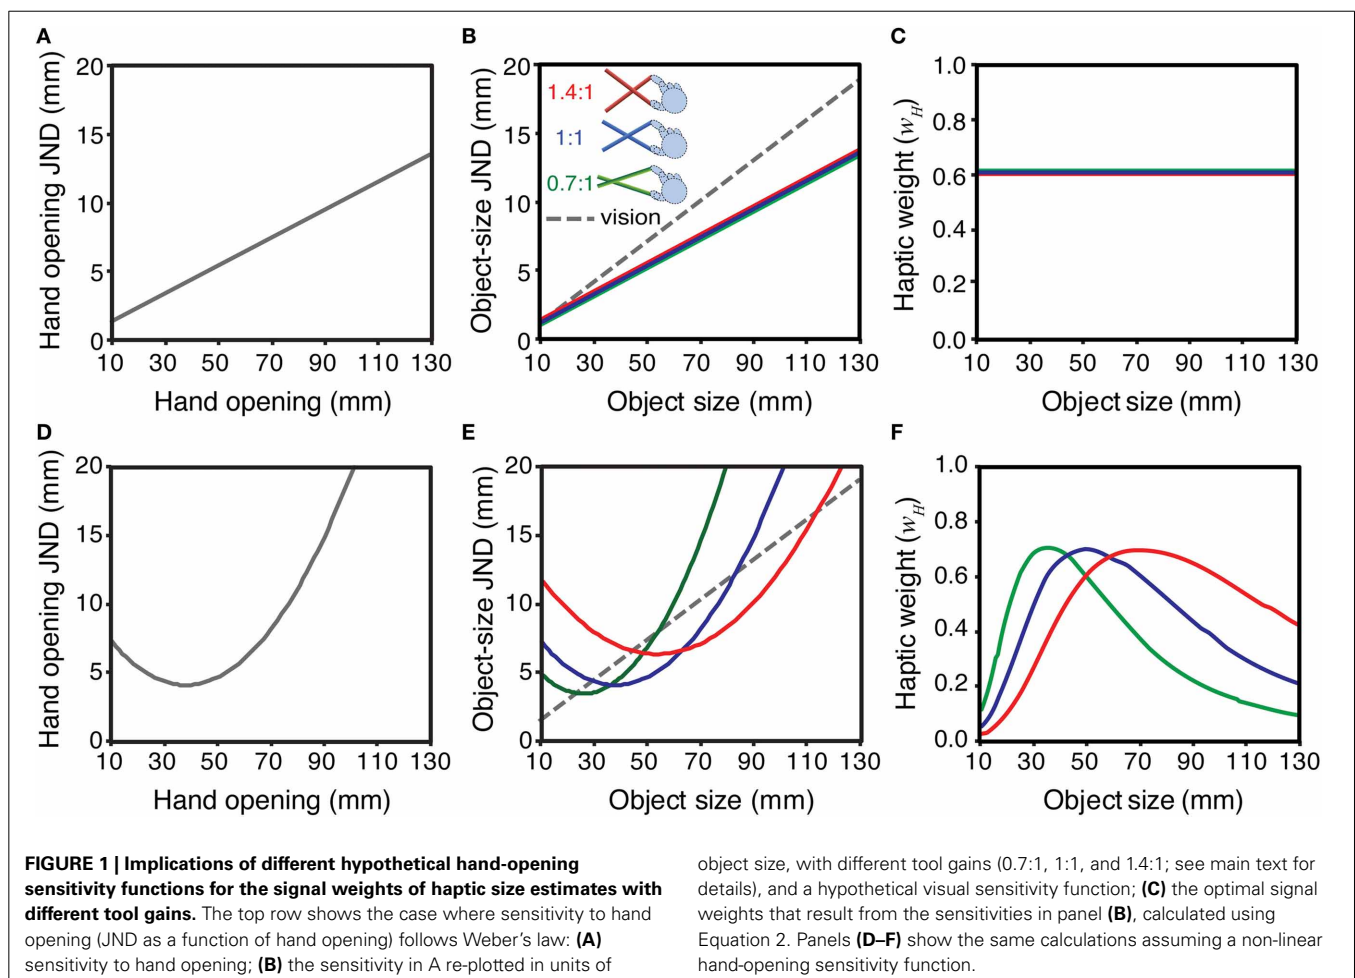 A
Hand opening JND (mm)
20
15
10
5
0
10 30 50 70 90 110 130
Hand opening (mm)
B
Object-size JND (mm)
20
15
10
5
0
1.4:1
1:1
0.7:1
vision
10 30 50 70 90 110 130
Object size (mm)
C
Haptic weight (wH)
1.0
0.8
0.6
0.4
0.2
0.0
10 30 50 70 90 110 130
Object size (mm)
D
Hand opening JND (mm)
20
15
10
5
0
10 30 50 70 90 110 130
Hand opening (mm)
E
Object-size JND (mm)
20
15
10
5
0
10 30 50 70 90 110 130
Object size (mm)
F
Haptic weight (wH)
1.0
0.8
0.6
0.4
0.2
0.0
10 30 50 70 90 110 130
Object size (mm)
FIGURE 1 | Implications of different hypothetical hand-opening
sensitivity functions for the signal weights of haptic size estimates with
different tool gains. The top row shows the case where sensitivity to hand
opening (JND as a function of hand opening) follows Weber's law: (A)
sensitivity to hand opening; (B) the sensitivity in A re-plotted in units of
object size, with different tool gains (0.7:1, 1:1, and 1.4:1; see main text for
details), and a hypothetical visual sensitivity function; (C) the optimal signal
weights that result from the sensitivities in panel (B), calculated using
Equation 2. Panels (D–F) show the same calculations assuming a non-linear
hand-opening sensitivity function.